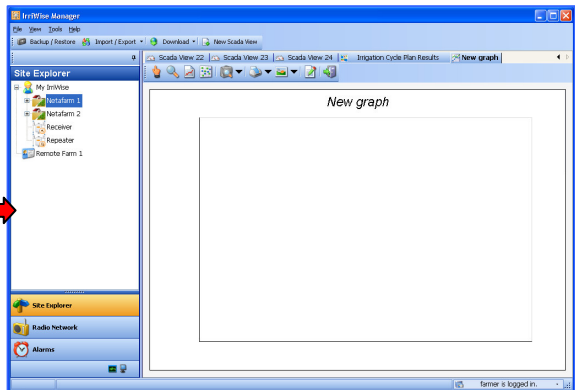 IrriWise Manager
File View Tools Help
Backup / Restore Import / Export Download New Scada View
Scada View 22 Scada View 23 Scada View 24 Irrigation Cycle Plan Results New graph
Site Explorer
My IrriWise
Netafarm 1
Netafarm 2
Receiver
Repeater
Remote Farm 1
New graph
Site Explorer
Radio Network
Alarms
farmer is logged in.